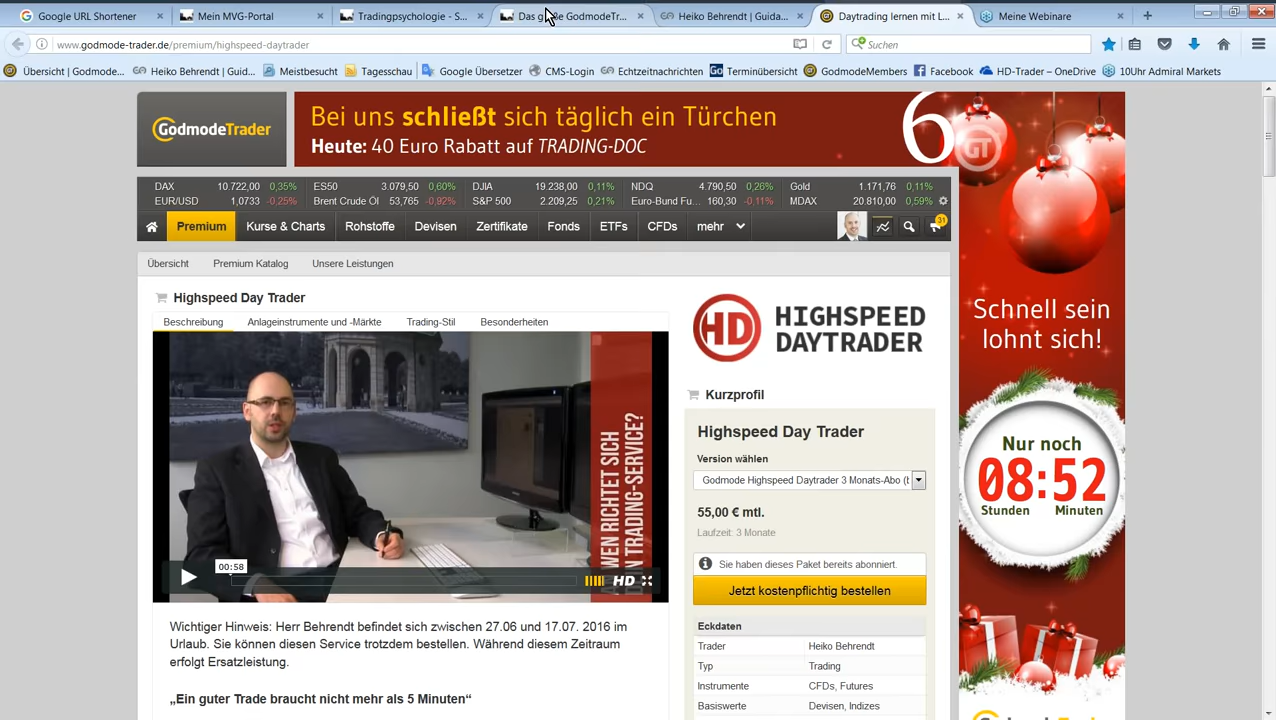 Google URL Shortener
Mein MVG-Portal
Tradingpsychologie - S...
Das g  e GodmodeTr...
Heiko Behrendt | Guida...
Daytrading lernen mit L...
Meine Webinare
www.godmode-trader.de/premium/highspeed-daytrader
Suchen
Übersicht | Godmode...
Heiko Behrendt | Guid...
Meistbesucht
Tagesschau
Google Übersetzer
CMS-Login
Echtzeitnachrichten
Go Terminübersicht
GodmodeMembers
Facebook
HD-Trader – OneDrive
10Uhr Admiral Markets
GodmodeTrader
Bei uns schließt sich täglich ein Türchen
Heute: 40 Euro Rabatt auf TRADING-DOC
6
GT
DAX 10.722,00 0,35% ES50 3.079,50 0,60% DJIA 19.238,00 0,11% NDQ 4.790,50 0,26% Gold 1.171,76 0,11%
EUR/USD 1,0733 -0,25% Brent Crude Öl 53,765 -0,92% S&P 500 2.209,25 0,21% Euro-Bund Fu... 160,30 -0,11% MDAX 20.810,00 0,59%
Premium Kurse & Charts Rohstoffe Devisen Zertifikate Fonds ETFs CFDs mehr
31
Übersicht Premium Katalog Unsere Leistungen
Highspeed Day Trader
Beschreibung Anlageinstrumente und -Märkte Trading-Stil Besonderheiten
WEN RICHTET SICH
N TRADING-SERVICE?
00:58
HD
Wichtiger Hinweis: Herr Behrendt befindet sich zwischen 27.06 und 17.07. 2016 im
Urlaub. Sie können diesen Service trotzdem bestellen. Während diesem Zeitraum
erfolgt Ersatzleistung.
„Ein guter Trade braucht nicht mehr als 5 Minuten“
HD HIGHSPEED
DAYTRADER
Kurzprofil
Highspeed Day Trader
Version wählen
Godmode Highspeed Daytrader 3 Monats-Abo (b
55,00 € mtl.
Laufzeit: 3 Monate
Sie haben dieses Paket bereits abonniert.
Jetzt kostenpflichtig bestellen
Eckdaten
Trader Heiko Behrendt
Typ Trading
Instrumente CFDs, Futures
Basiswerte Devisen, Indizes
Schnell sein
lohnt sich!
Nur noch
08:52
Stunden Minuten